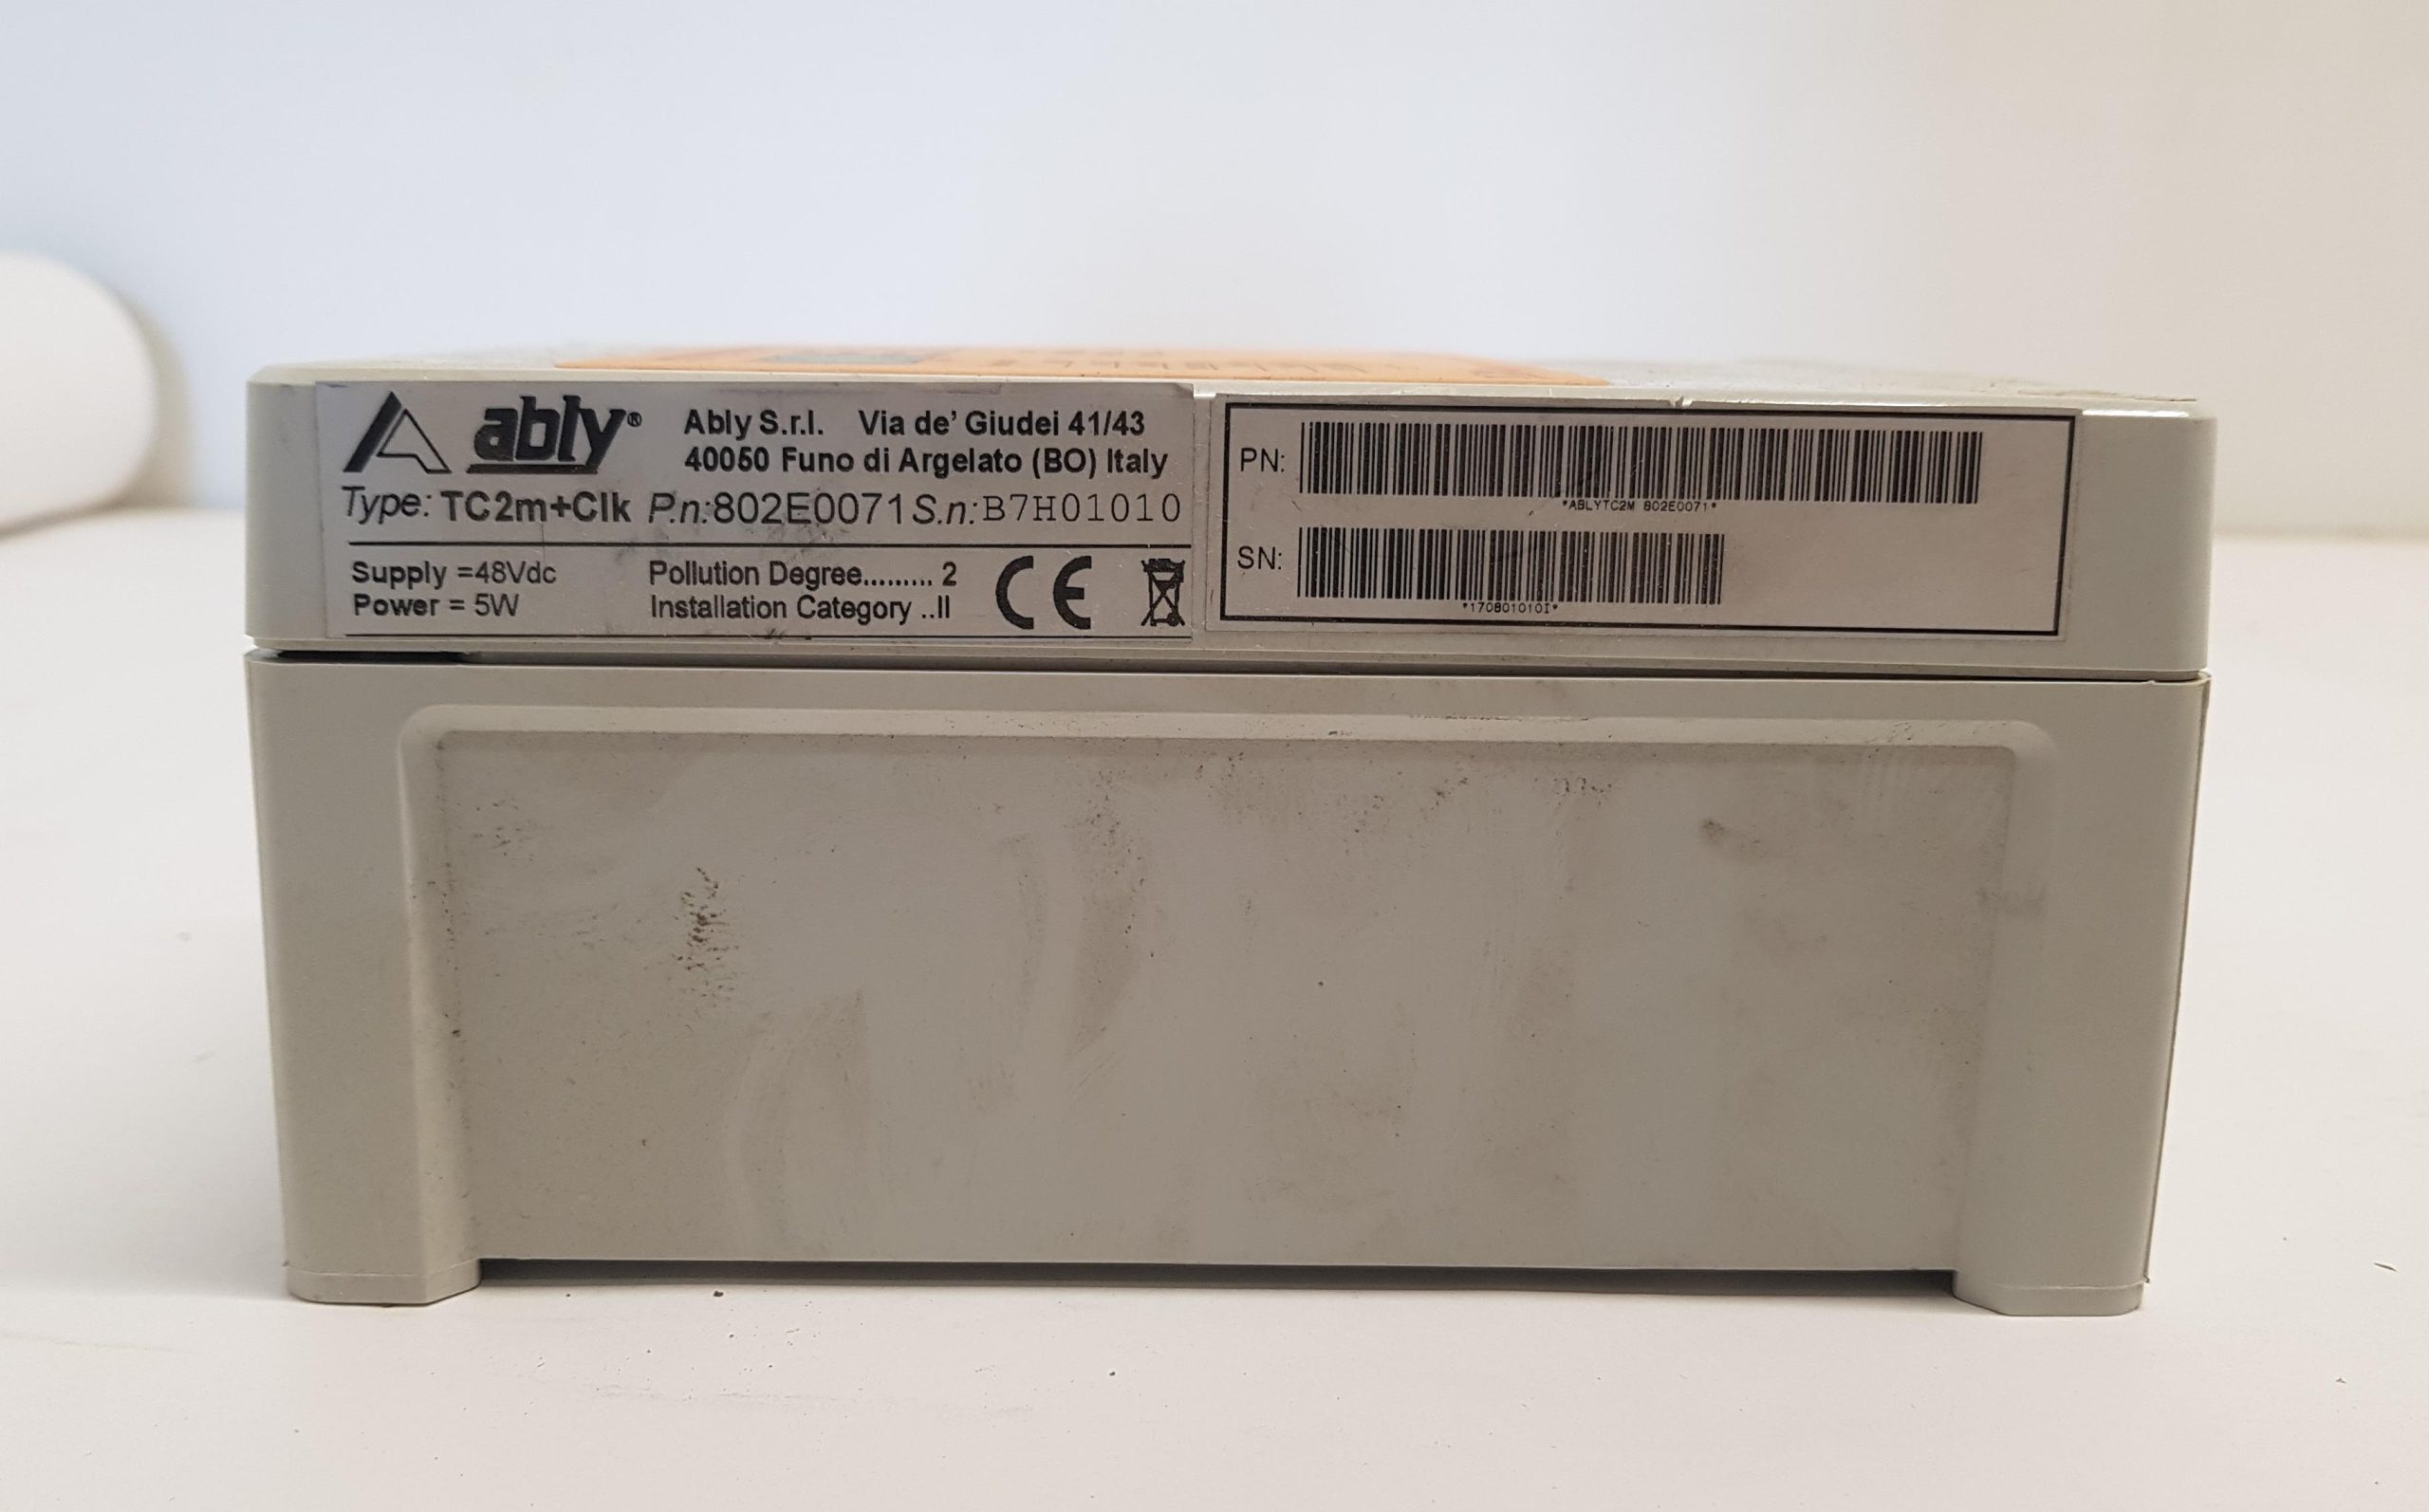 ably® Ably S.r.l. Via de' Giudei 41/43
40050 Funo di Argelato (BO) Italy
Type: TC2m+Clk P.n.:802E0071 S.n.:B7H01010
Supply =48Vdc Pollution Degree......... 2
Power = 5W Installation Category ..II
CE
PN:
*ABLYTC2M 802E0071*
SN:
*170801010I*